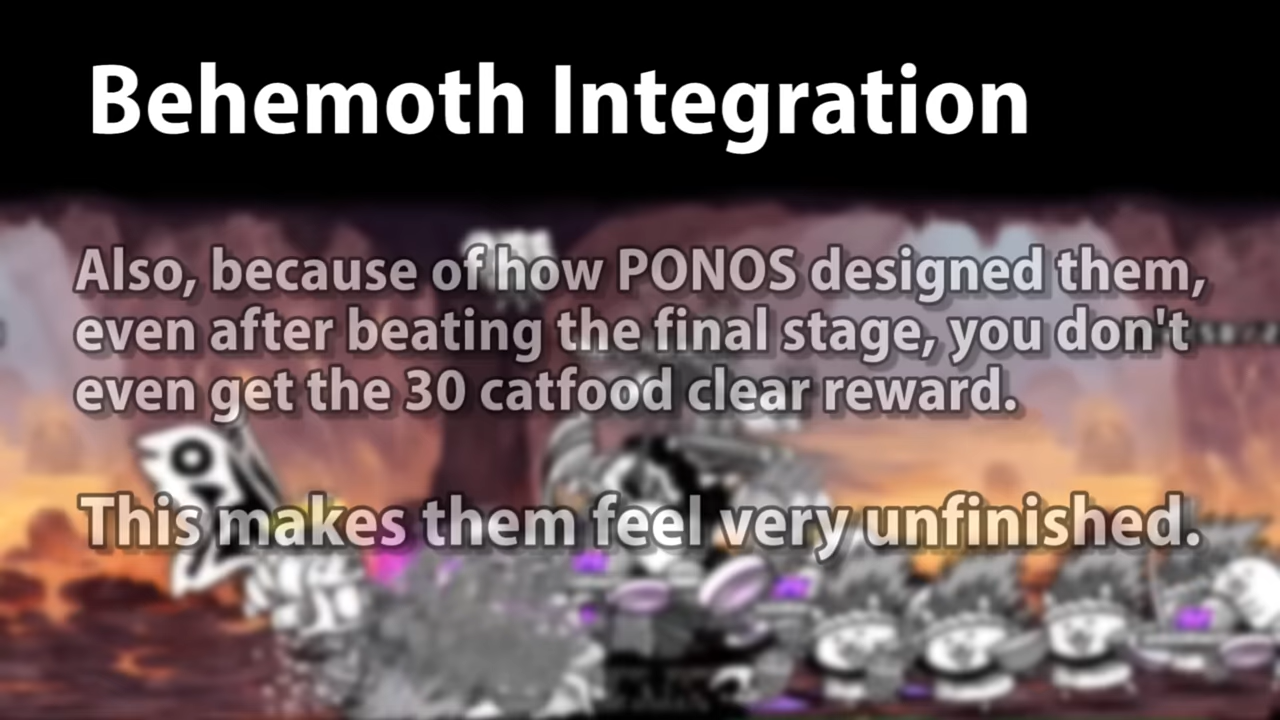 Behemoth Integration
Also, because of how PONOS designed them,
even after beating the final stage, you don't
even get the 30 catfood clear reward.
This makes them feel very unfinished.